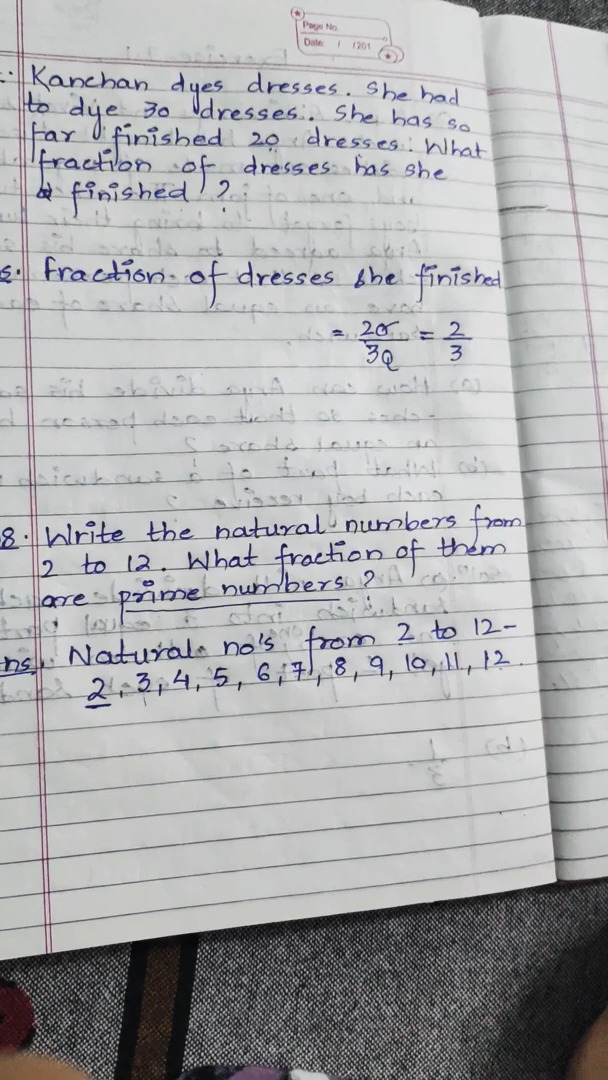 Page No.
Date: / /201
Kanchan dyes dresses. She had
to dye 30 dresses. She has so
far finished 20 dresses. What
fraction of dresses has she
finished?
s. Fraction of dresses she finished
= 20/30 = 2/3
8. Write the natural numbers from
2 to 12. What fraction of them
are prime numbers?
ns. Natural no's from 2 to 12-
2, 3, 4, 5, 6, 7, 8, 9, 10, 11, 12.